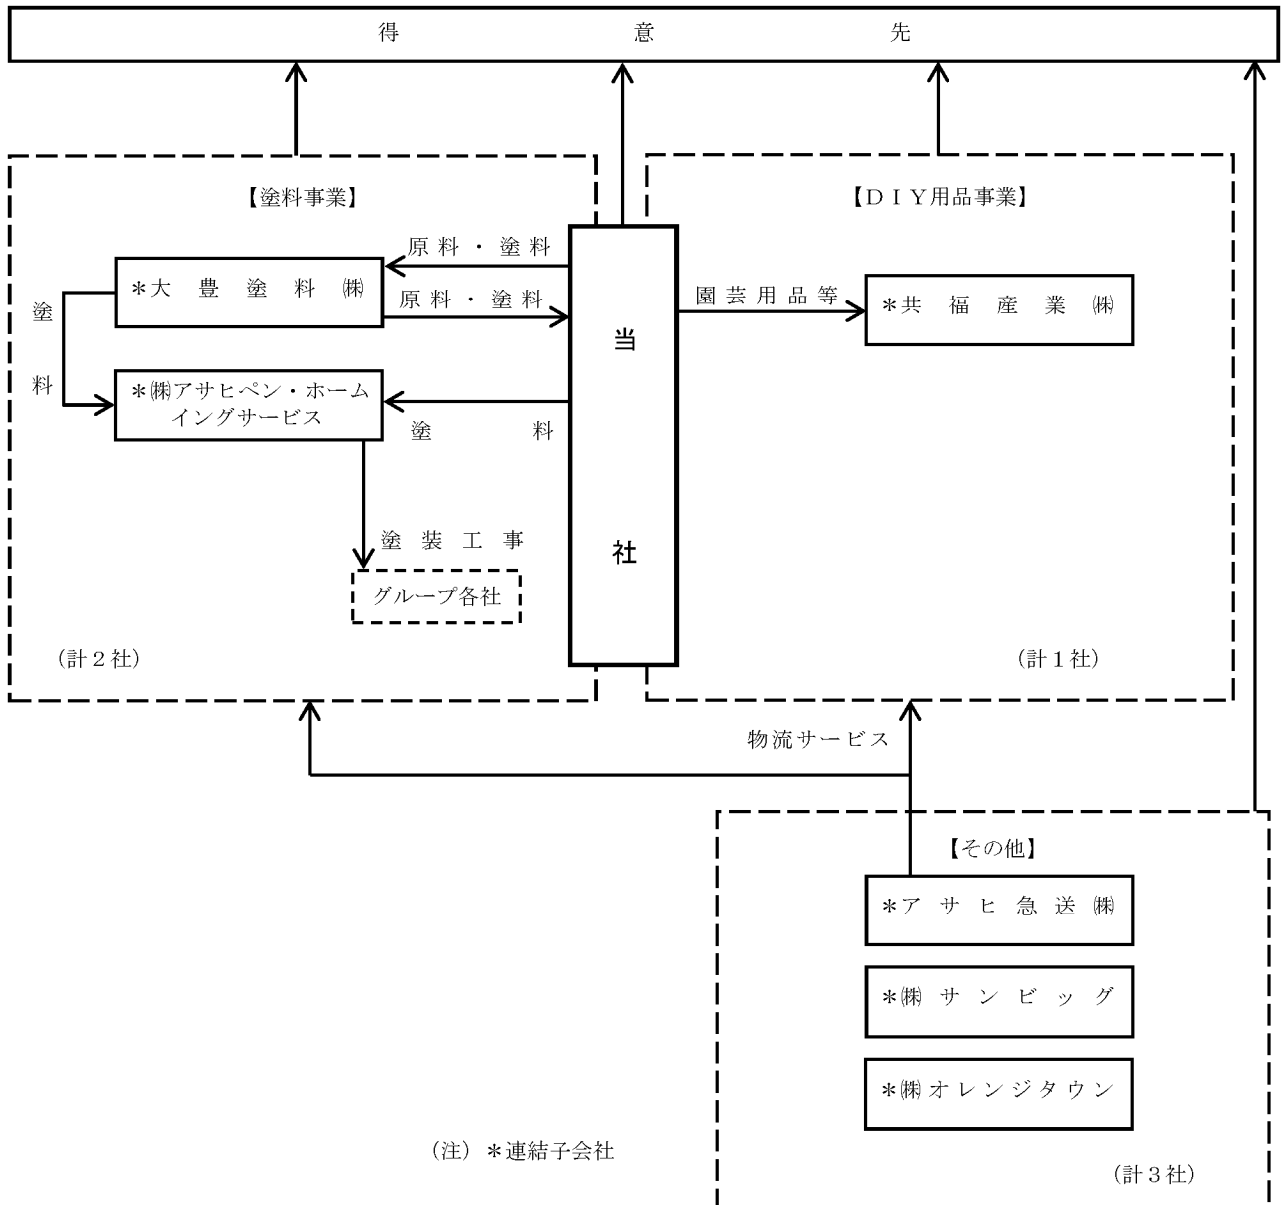 得意先
【塗料事業】
【ＤＩＹ用品事業】
原料・塗料
＊大豊塗料㈱
原料・塗料
塗料
＊㈱アサヒペン・ホーム
イングサービス
塗料
塗装工事
グループ各社
（計２社）
当社
園芸用品等
＊共福産業㈱
（計１社）
物流サービス
【その他】
＊アサヒ急送㈱
＊㈱サンビッグ
＊㈱オレンジタウン
（計３社）
（注）＊連結子会社